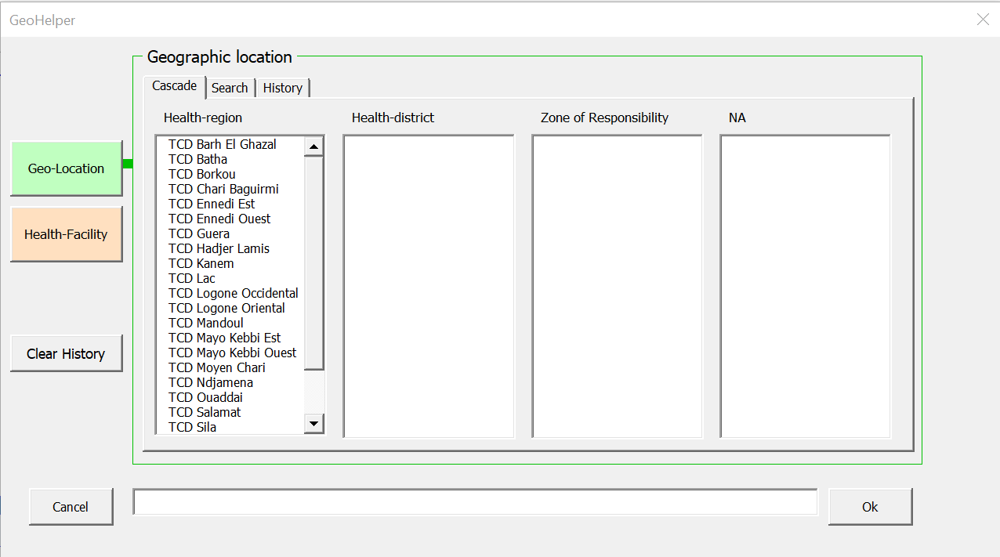 GeoHelper
Geographic location
Cascade Search History
Health-region Health-district Zone of Responsibility NA
TCD Barh El Ghazal
TCD Batha
TCD Borkou
TCD Chari Baguirmi
TCD Ennedi Est
TCD Ennedi Ouest
TCD Guera
TCD Hadjer Lamis
TCD Kanem
TCD Lac
TCD Logone Occidental
TCD Logone Oriental
TCD Mandoul
TCD Mayo Kebbi Est
TCD Mayo Kebbi Ouest
TCD Moyen Chari
TCD Ndjamena
TCD Ouaddai
TCD Salamat
TCD Sila
Geo-Location
Health-Facility
Clear History
Cancel
Ok